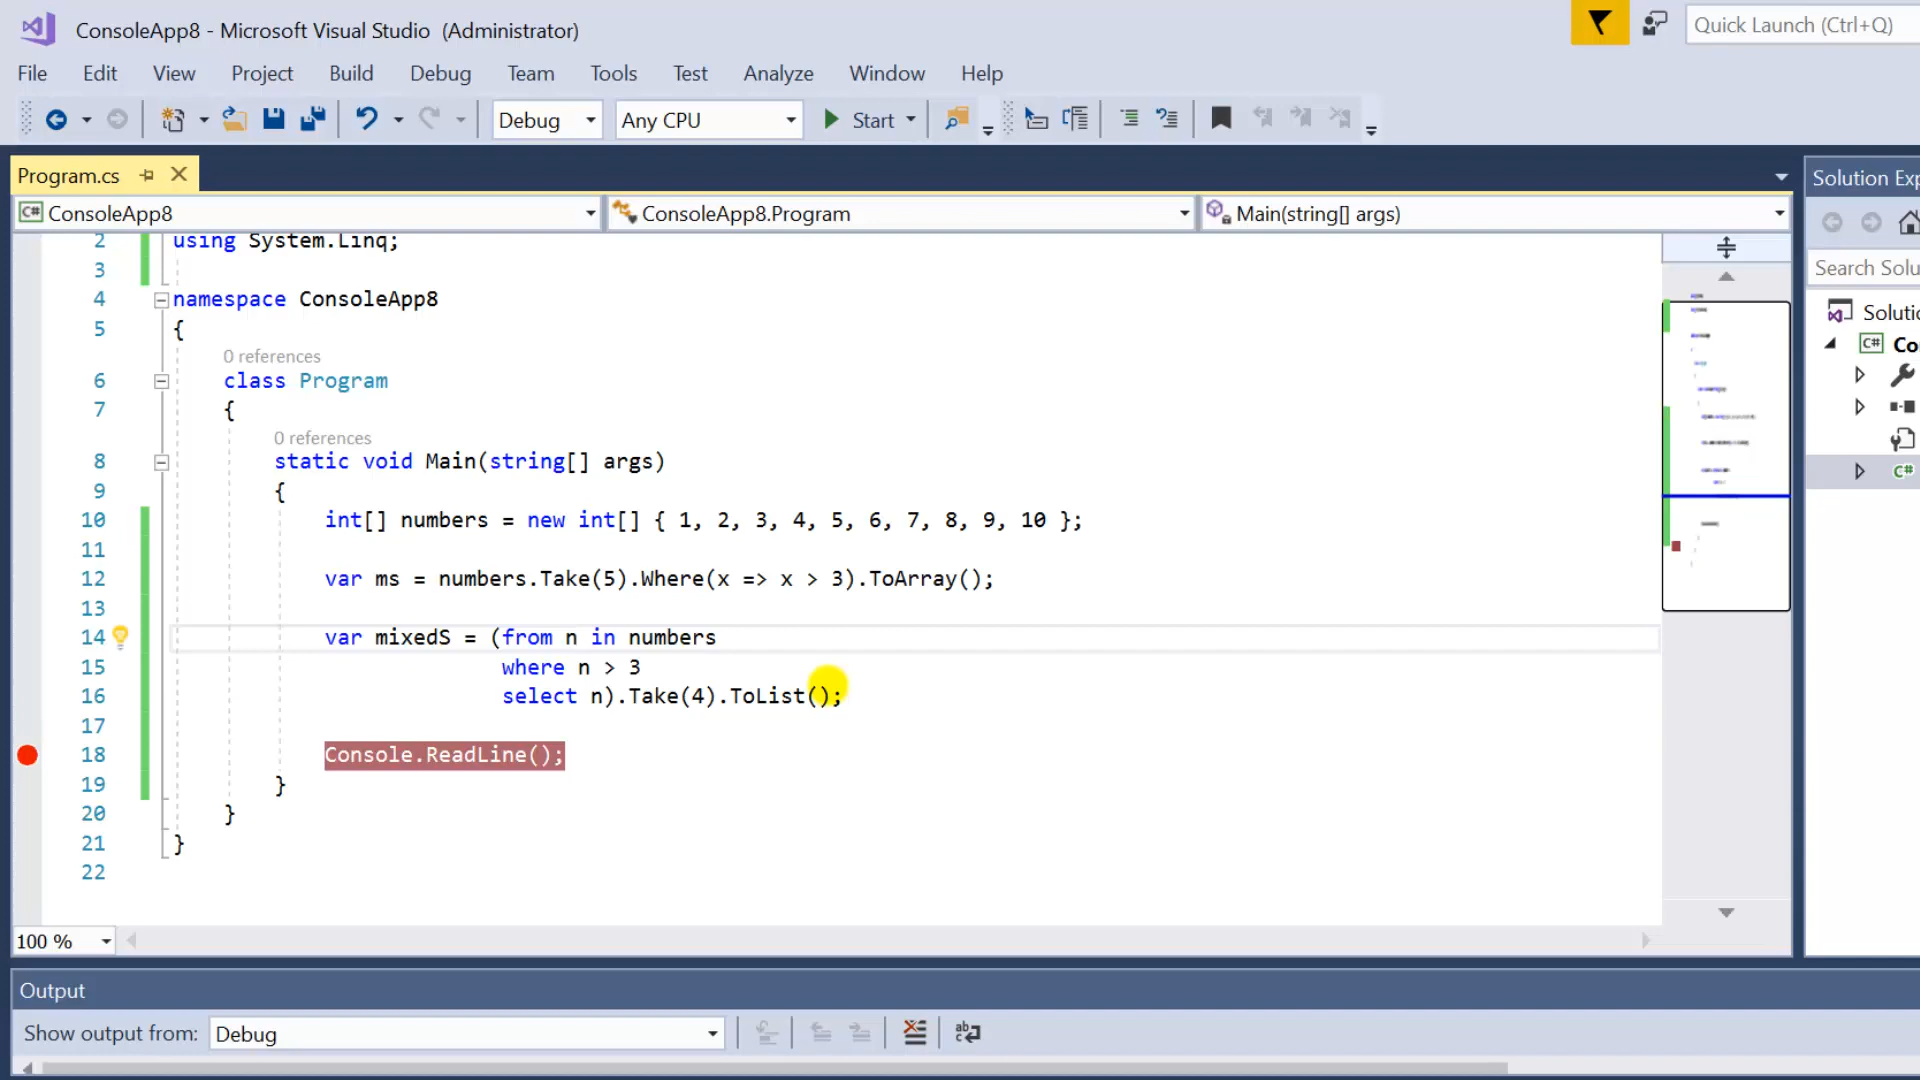 ConsoleApp8 - Microsoft Visual Studio (Administrator)
Quick Launch (Ctrl+Q)
File Edit View Project Build Debug Team Tools Test Analyze Window Help
Debug Any CPU Start
Program.cs
Solution Exp
C# ConsoleApp8 ConsoleApp8.Program Main(string[] args)
Search Solu
2 using System.Linq;
3
4 namespace ConsoleApp8
5 {
0 references
6 class Program
7 {
0 references
8 static void Main(string[] args)
9 {
10 int[] numbers = new int[] { 1, 2, 3, 4, 5, 6, 7, 8, 9, 10 };
11
12 var ms = numbers.Take(5).Where(x => x > 3).ToArray();
13
14 var mixedS = (from n in numbers
15 where n > 3
16 select n).Take(4).ToList();
17
18 Console.ReadLine();
19 }
20 }
21 }
22
Solutio
C# Co
C#
100 %
Output
Show output from: Debug